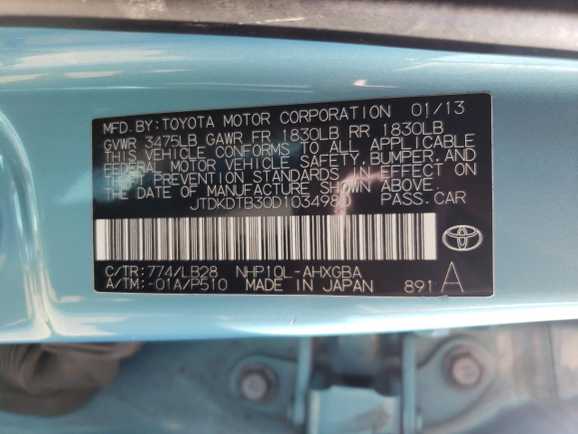 MFD. BY: TOYOTA MOTOR CORPORATION 01/13
GVWR 3475LB GAWR FR 1830LB RR 1830LB
THIS VEHICLE CONFORMS TO ALL APPLICABLE
FEDERAL MOTOR VEHICLE SAFETY, BUMPER, AND
THEFT PREVENTION STANDARDS IN EFFECT ON
THE DATE OF MANUFACTURE SHOWN ABOVE.
JTDKDTB30D1034980 PASS. CAR
C/TR: 774/LB28 NHP10L-AHXGBA
A/TM: -01A/P510 MADE IN JAPAN 891 A